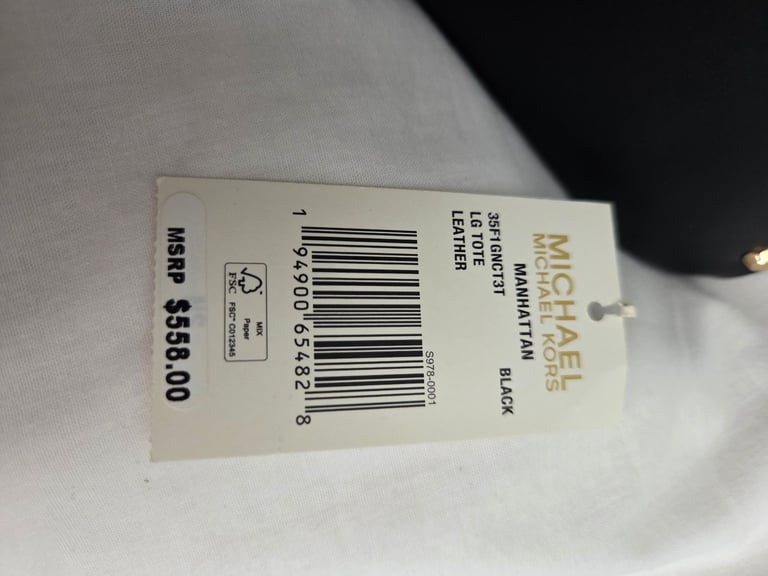 MICHAEL
MICHAEL KORS
MANHATTAN
BLACK
35F1GNCT3T
LG TOTE
LEATHER
S978-0001
1 94900 65482 8
MIX
Paper
FSC
FSC™ C012345
MSRP $558.00